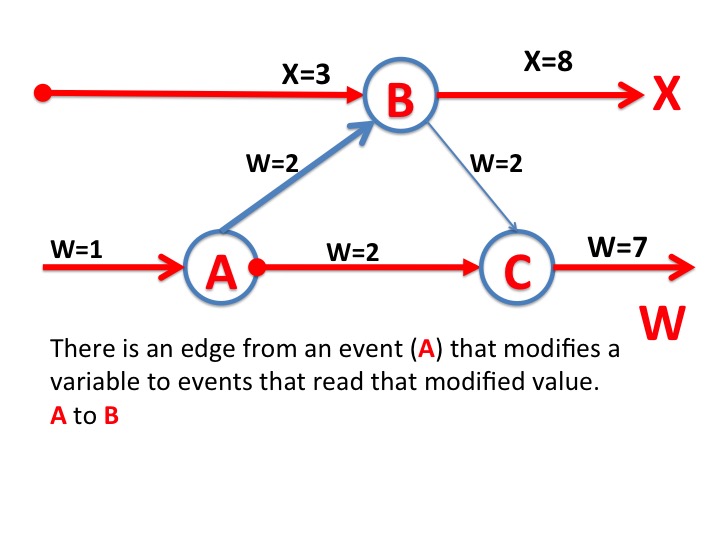 X=3
X=8
B
X
W=2
W=2
W=1
A
W=2
C
W=7
W
There is an edge from an event (A) that modifies a
variable to events that read that modified value.
A to B